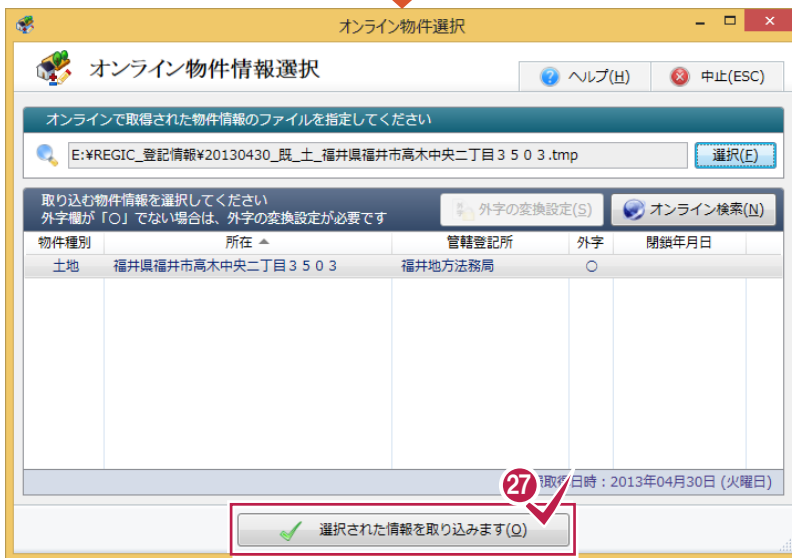 オンライン物件選択
オンライン物件情報選択
ヘルプ(H)
中止(ESC)
オンラインで取得された物件情報のファイルを指定してください
E:¥REGIC_登記情報¥20130430_既_土_福井県福井市高木中央二丁目３５０３.tmp
選択(F)
取り込む物件情報を選択してください
外字欄が「○」でない場合は、外字の変換設定が必要です
外字の変換設定(S)
オンライン検索(N)
物件種別 所在 管轄登記所 外字 閉鎖年月日
土地 福井県福井市高木中央二丁目３５０３ 福井地方法務局 ○
取得日時：2013年04月30日 (火曜日)
27
選択された情報を取り込みます(O)